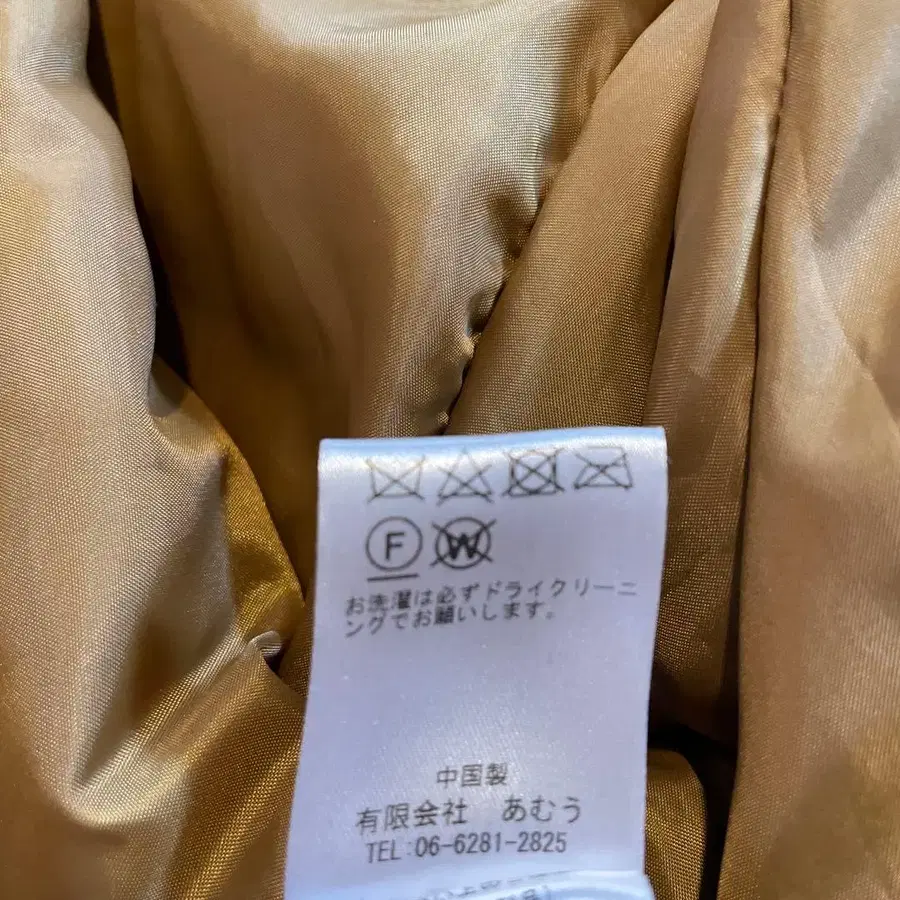 F W
お洗濯は必ずドライクリーニ
ングでお願いします。
中国製
有限会社 あむう
TEL:06-6281-2825